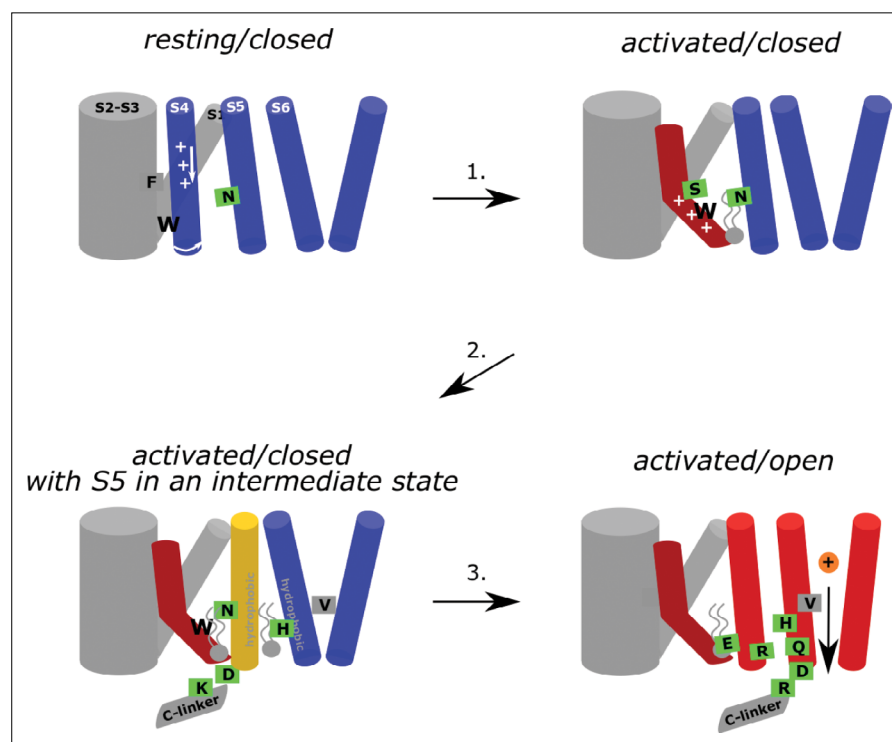 resting/closed
S2-S3
S4
S1
S5
S6
+
+
+
F
N
W
activated/closed
1.
S
N
W
+
+
+
2.
activated/closed
with S5 in an intermediate state
hydrophobic
hydrophobic
N
V
W
H
D
K
C-linker
3.
activated/open
+
V
H
E
R
Q
D
R
C-linker